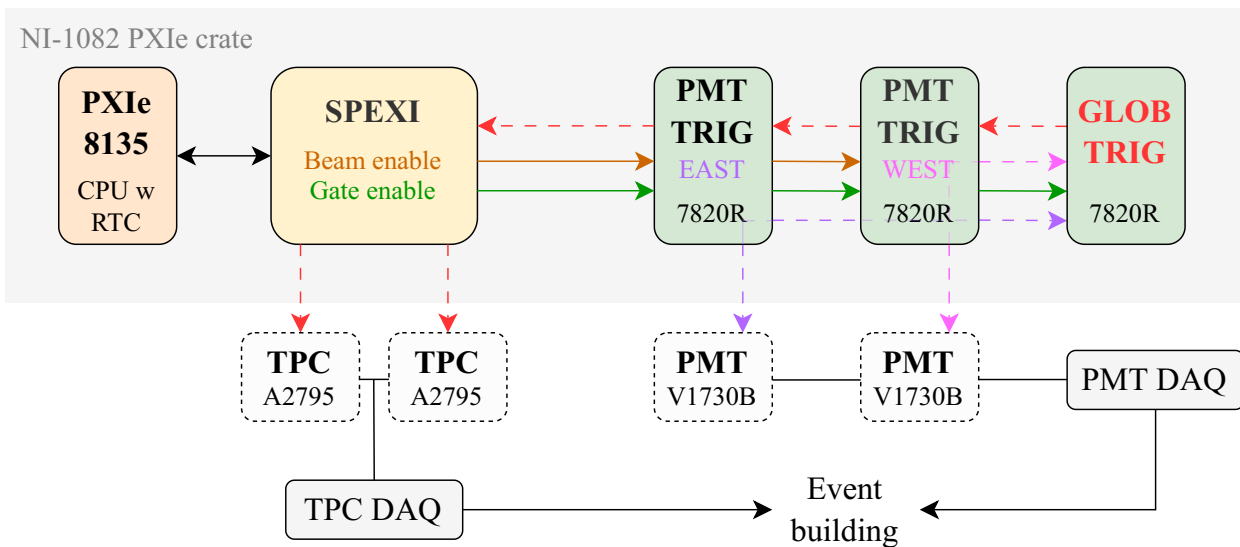 NI-1082 PXIe crate
PXIe
8135
CPU w
RTC
SPEXI
Beam enable
Gate enable
PMT
TRIG
EAST
7820R
PMT
TRIG
WEST
7820R
GLOB
TRIG
7820R
TPC
A2795
TPC
A2795
PMT
V1730B
PMT
V1730B
PMT DAQ
TPC DAQ
Event
building